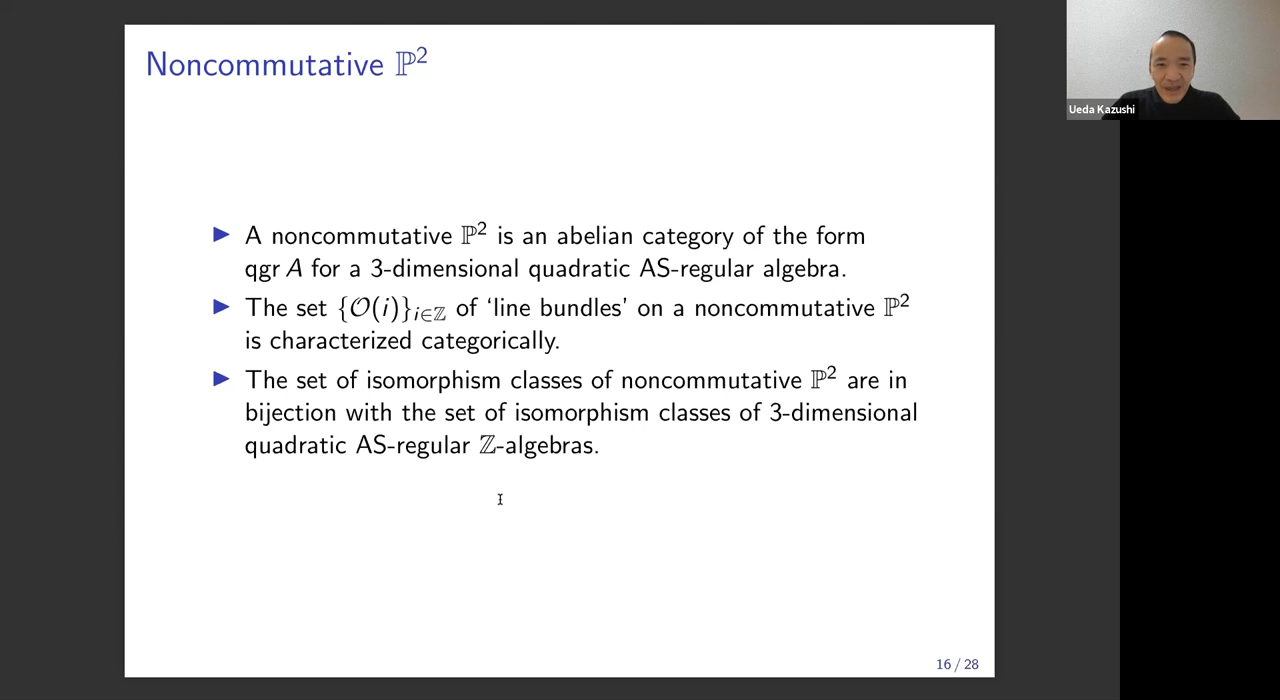 Noncommutative ℙ²
▶ A noncommutative ℙ² is an abelian category of the form
qgr A for a 3-dimensional quadratic AS-regular algebra.
▶ The set {𝒪(i)}ᵢ∈ℤ of ‘line bundles’ on a noncommutative ℙ²
is characterized categorically.
▶ The set of isomorphism classes of noncommutative ℙ² are in
bijection with the set of isomorphism classes of 3-dimensional
quadratic AS-regular ℤ-algebras.
16 / 28
Ueda Kazushi